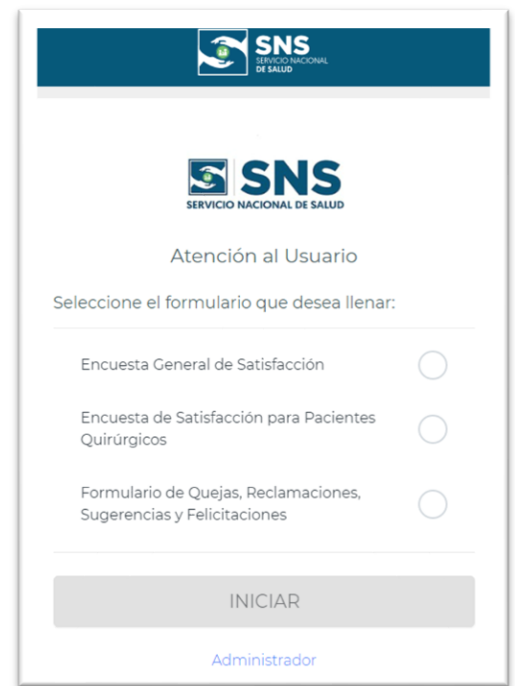 SNS
SERVICIO NACIONAL
DE SALUD
SNS
SERVICIO NACIONAL DE SALUD
Atención al Usuario
Seleccione el formulario que desea llenar:
Encuesta General de Satisfacción
Encuesta de Satisfacción para Pacientes
Quirúrgicos
Formulario de Quejas, Reclamaciones,
Sugerencias y Felicitaciones
INICIAR
Administrador